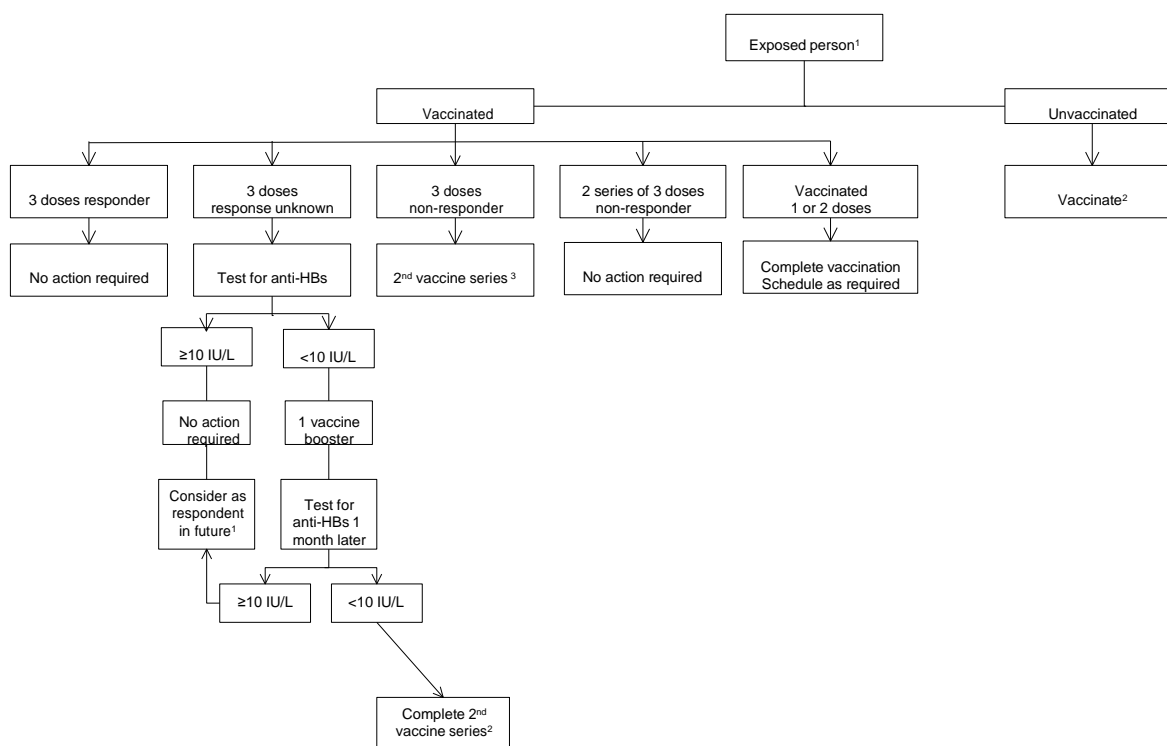 Exposed person¹
Vaccinated
Unvaccinated
3 doses responder
3 doses
response unknown
3 doses
non-responder
2 series of 3 doses
non-responder
Vaccinated
1 or 2 doses
Vaccinate²
No action required
Test for anti-HBs
2ⁿᵈ vaccine series ³
No action required
Complete vaccination
Schedule as required
≥10 IU/L
<10 IU/L
No action
required
1 vaccine
booster
Consider as
respondent
in future¹
Test for
anti-HBs 1
month later
≥10 IU/L
<10 IU/L
Complete 2ⁿᵈ
vaccine series²